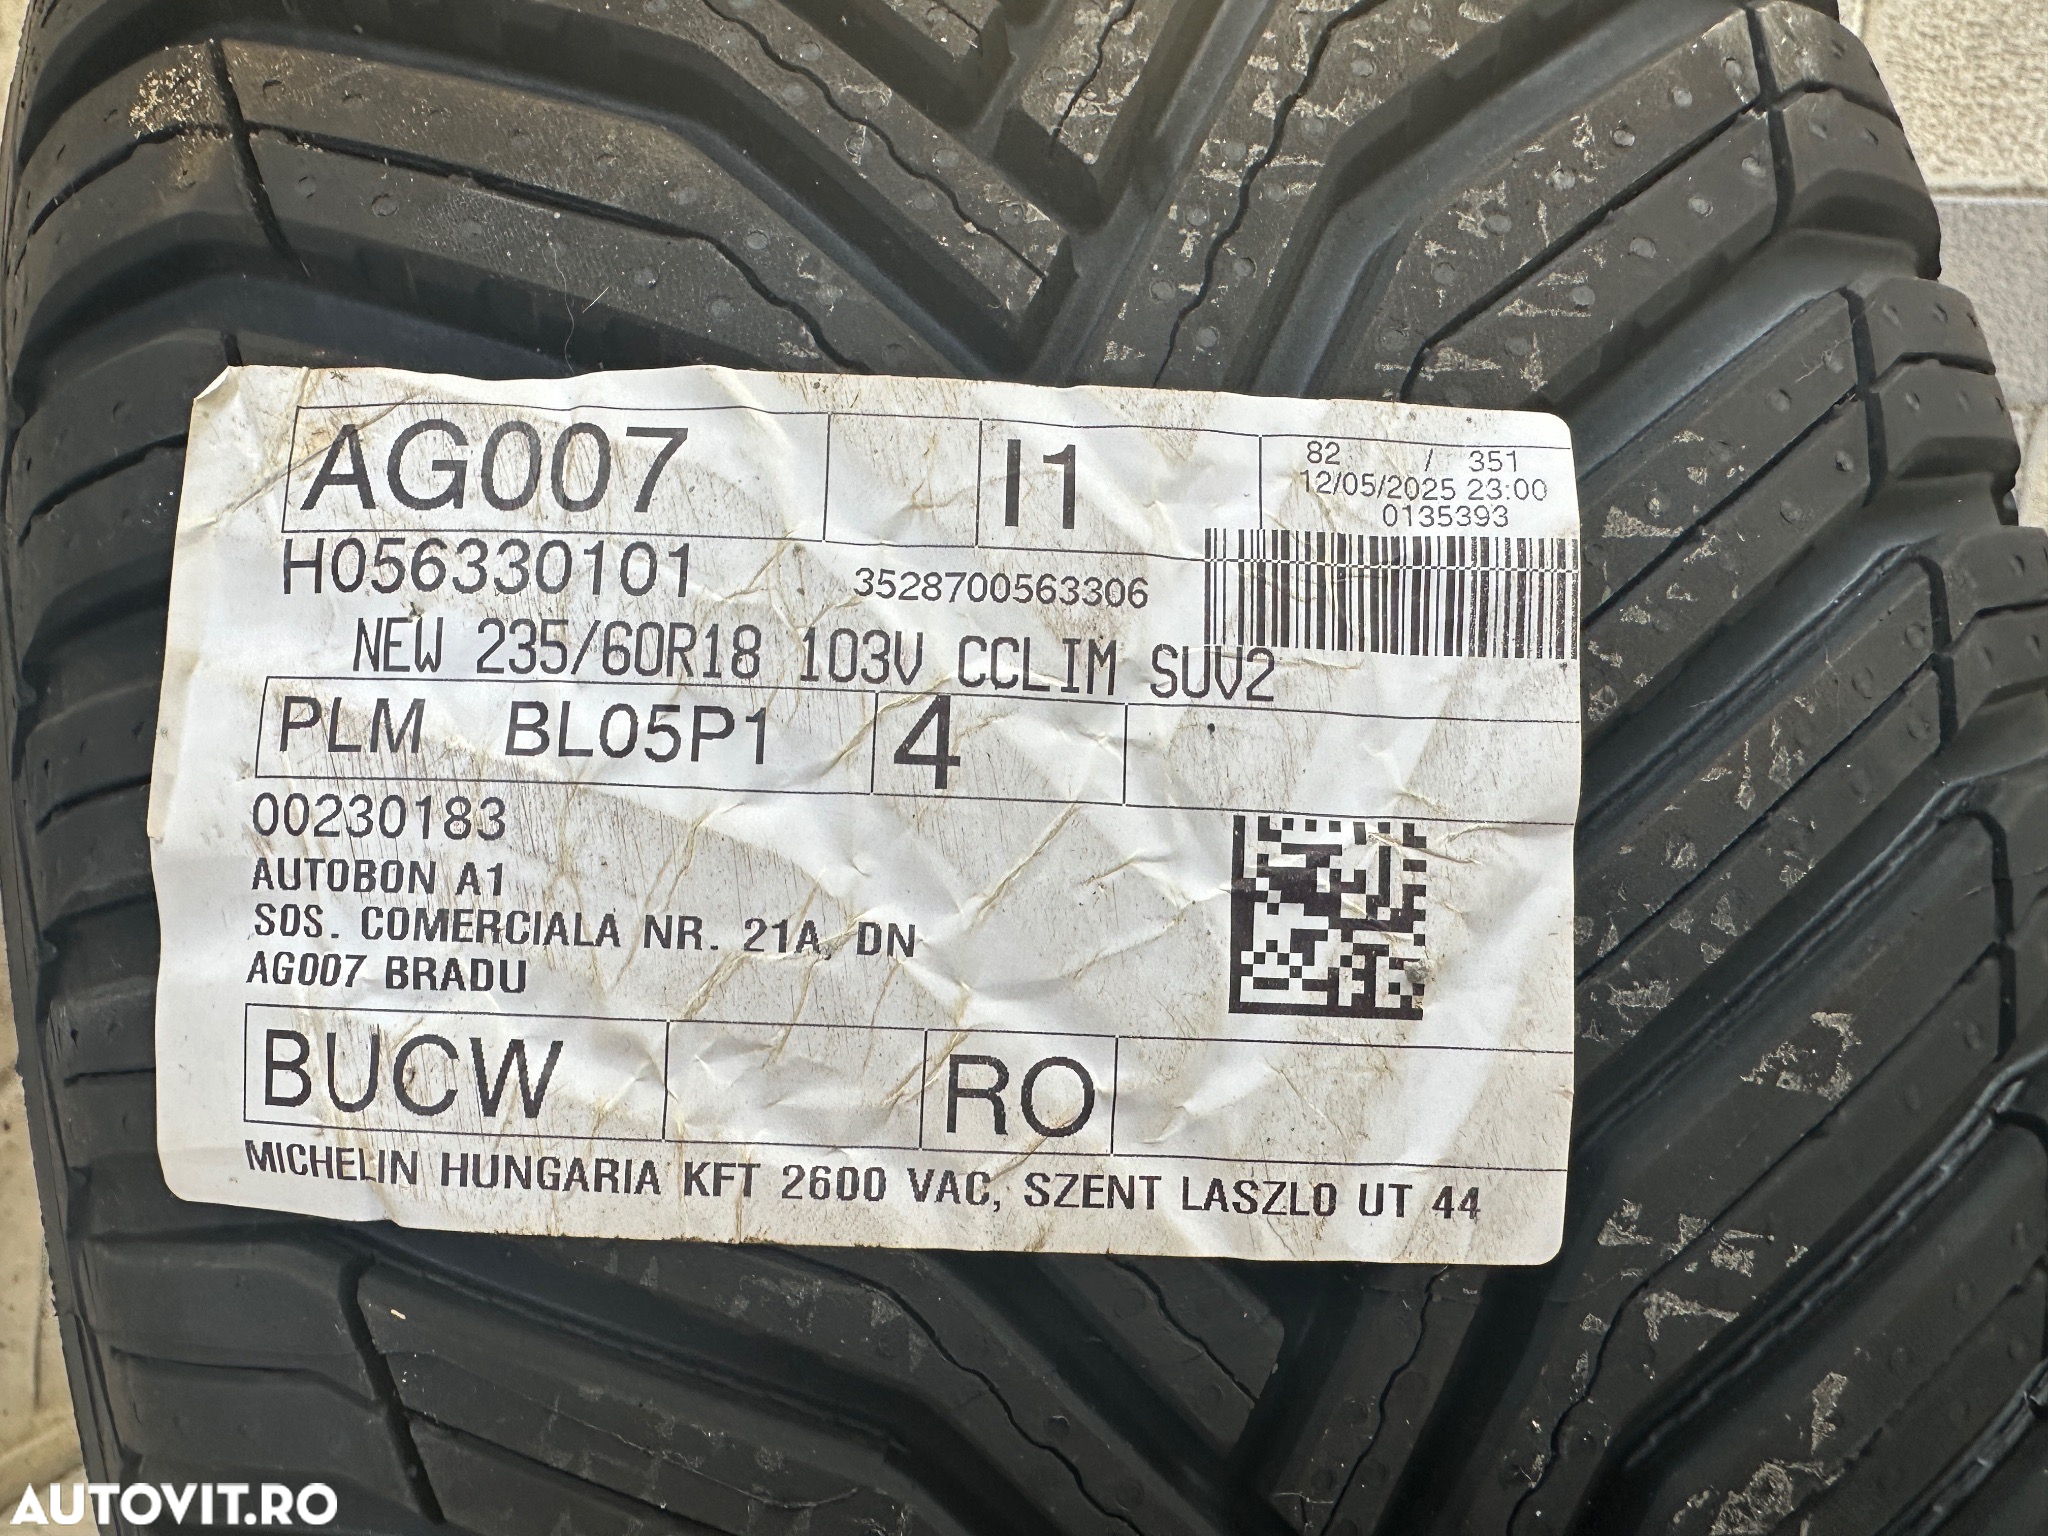 AG007 I1 82 / 351
12/05/2025 23:00
0135393
H056330101 3528700563306
NEW 235/60R18 103V CCLIM SUV2
PLM BL05P1 4
00230183
AUTOBON A1
SOS. COMERCIALA NR. 21A, DN
AG007 BRADU
BUCW RO
MICHELIN HUNGARIA KFT 2600 VAC, SZENT LASZLO UT 44
AUTOVIT.RO